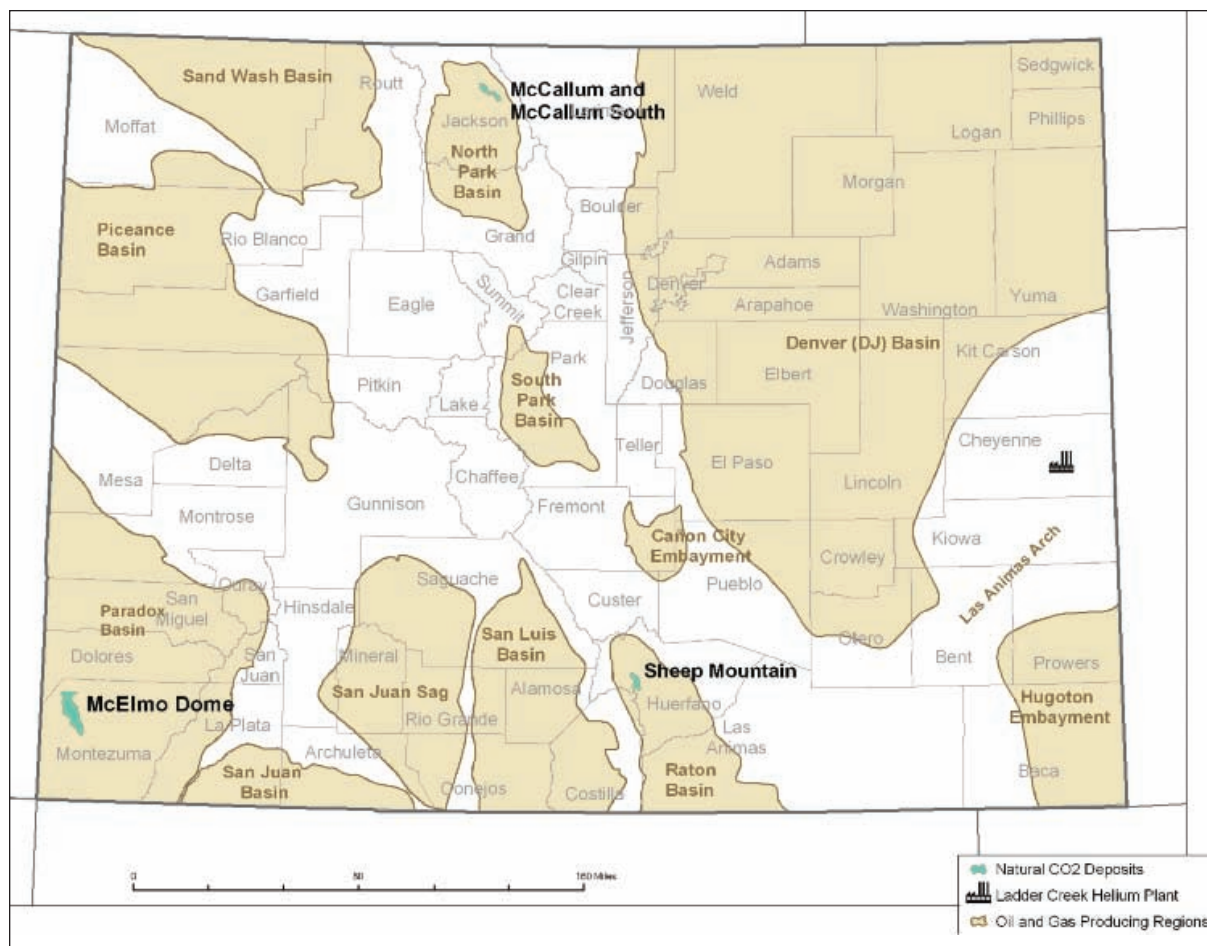 Sand Wash Basin
Routt
McCallum and
McCallum South
Larimer
Weld
Sedgwick
Phillips
Logan
Moffat
Jackson
North
Park
Basin
Morgan
Boulder
Piceance
Basin
Rio Blanco
Grand
Gilpin
Clear
Creek
Jefferson
Denver
Adams
Arapahoe
Washington
Yuma
Garfield
Eagle
Summit
Park
Denver (DJ) Basin
Kit Carson
Pitkin
Lake
South
Park
Basin
Douglas
Elbert
Teller
El Paso
Cheyenne
Mesa
Delta
Chaffee
Lincoln
Gunnison
Fremont
Montrose
Cañon City
Embayment
Crowley
Kiowa
Las Animas Arch
Pueblo
Ouray
Saguache
Hinsdale
Custer
Paradox
Basin
San
Miguel
Otero
Bent
Prowers
San Luis
Basin
Dolores
San
Juan
Mineral
Sheep Mountain
San Juan Sag
Alamosa
Rio Grande
Huerfano
Hugoton
Embayment
McElmo Dome
La Plata
Las
Animas
Montezuma
Archuleta
San Juan
Basin
Conejos
Costilla
Raton
Basin
Baca
0
80
160 Miles
Natural CO2 Deposits
Ladder Creek Helium Plant
Oil and Gas Producing Regions